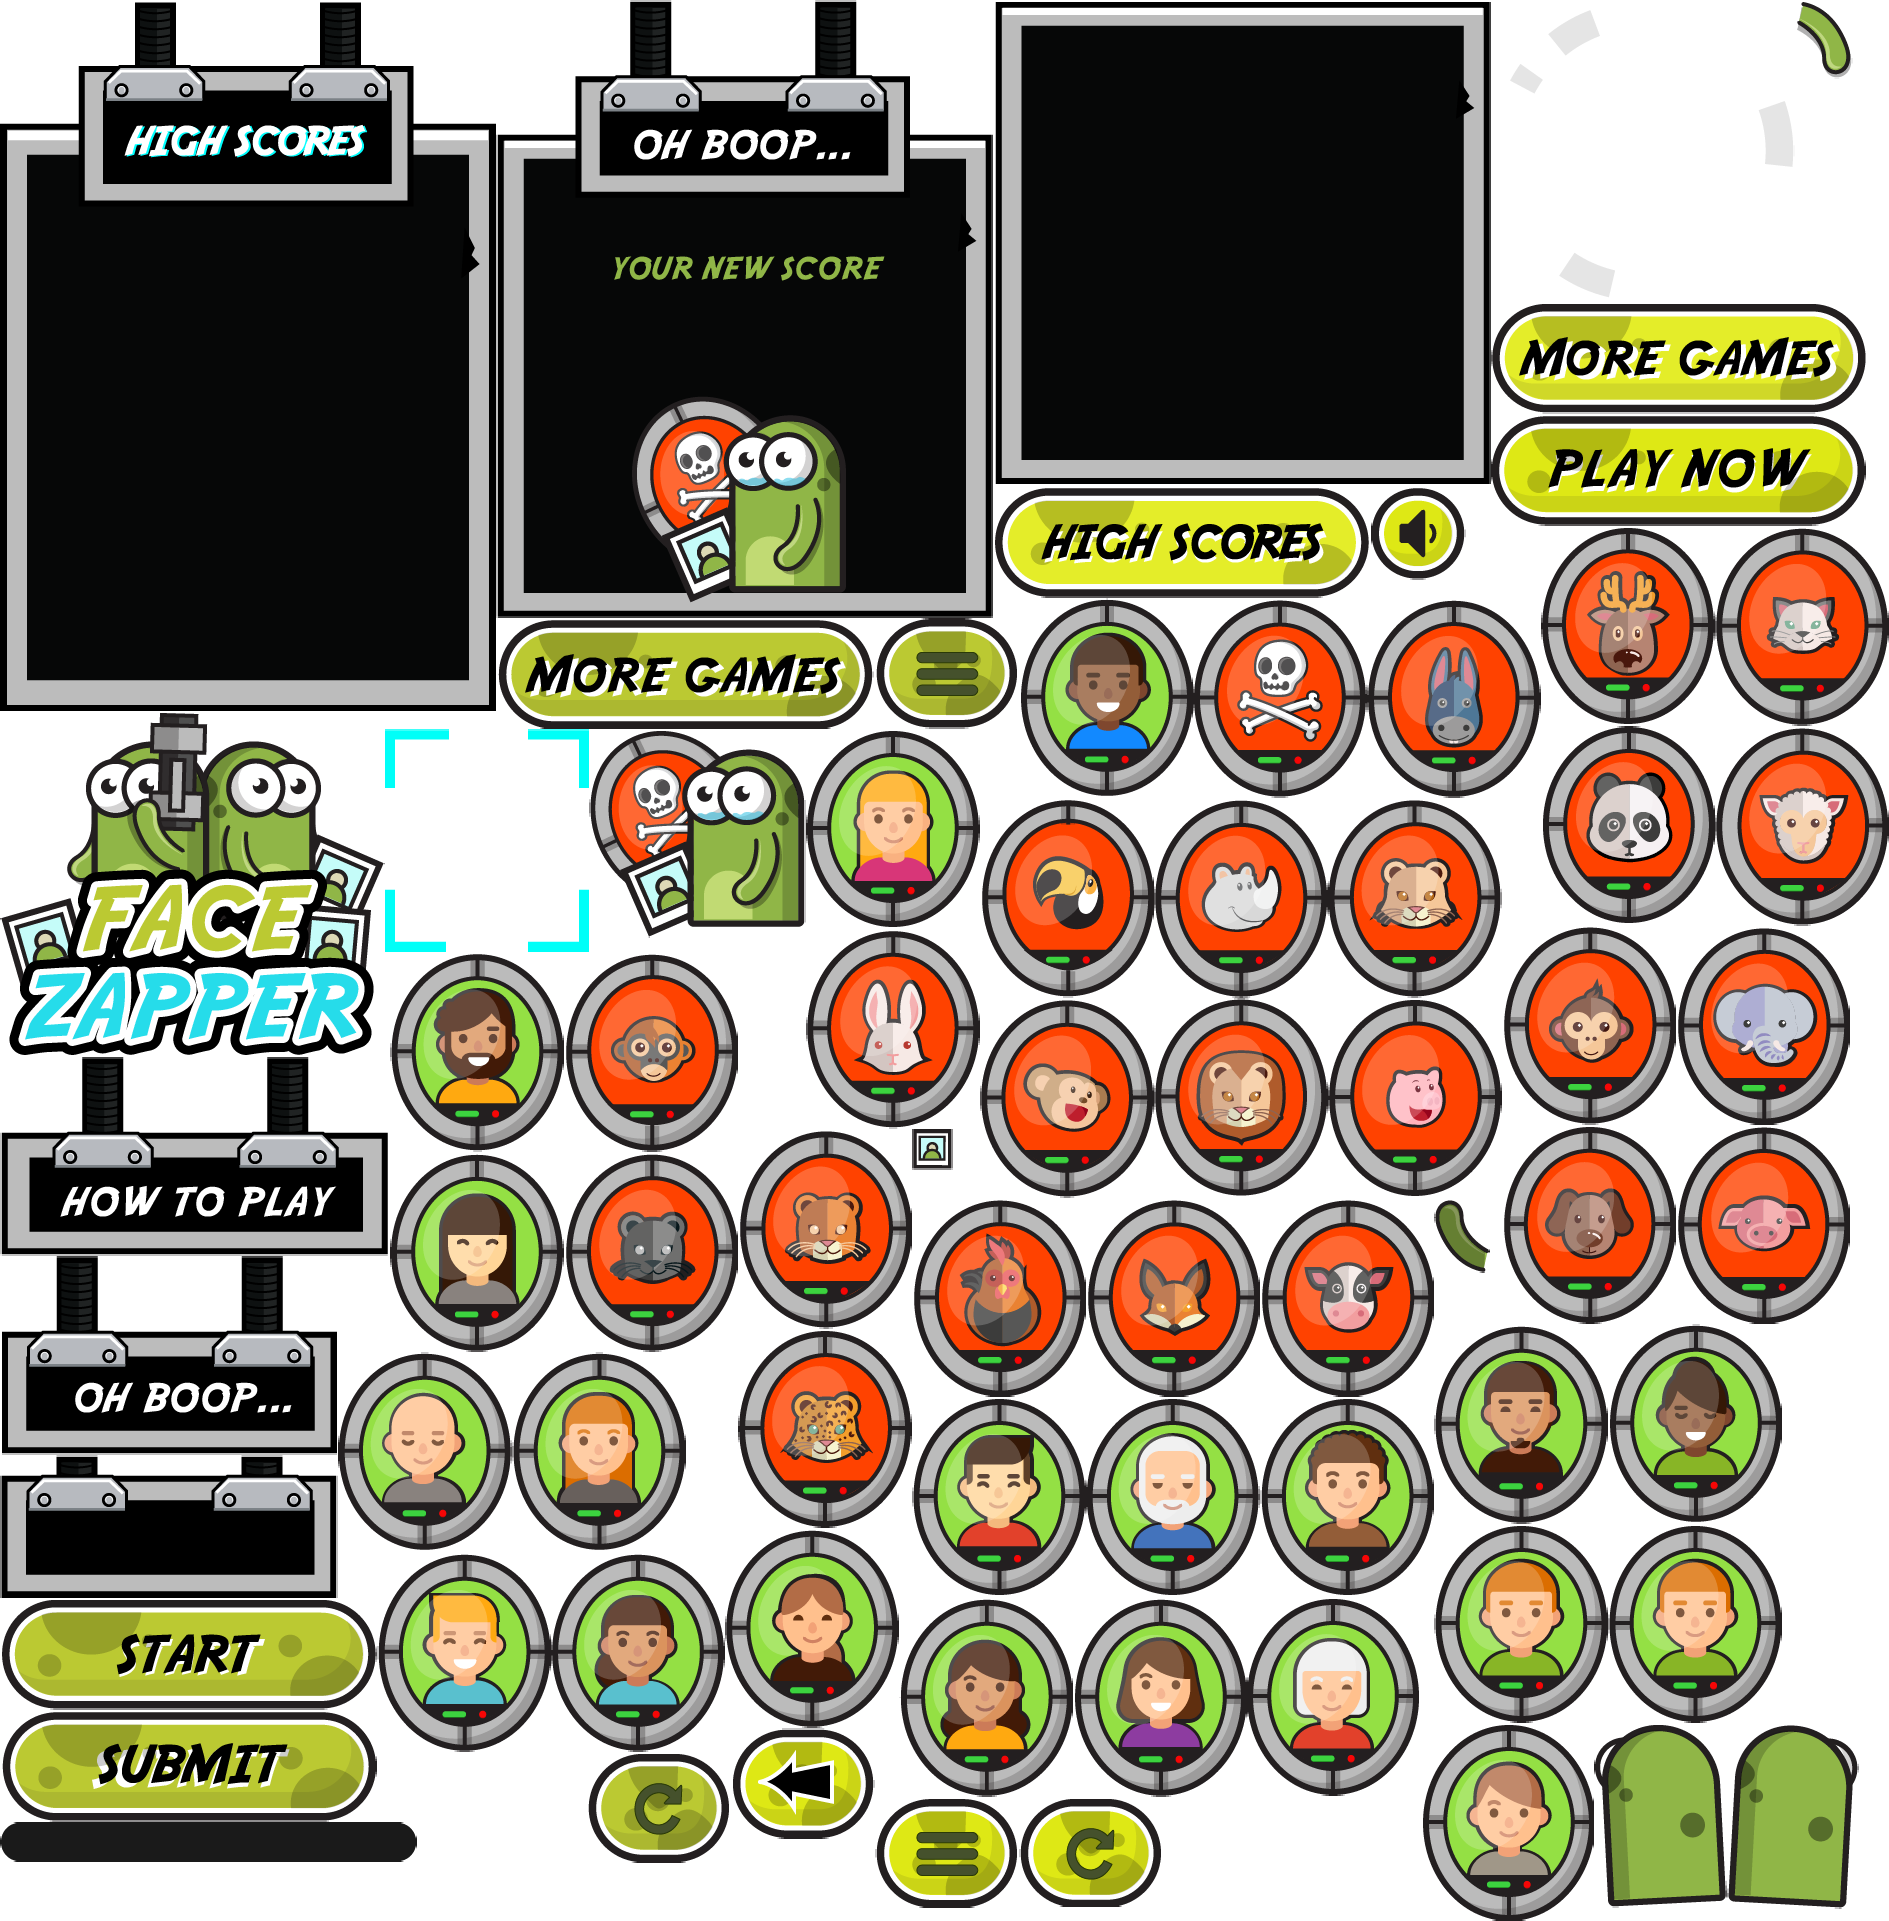 HIGH SCORES
OH BOOP...
YOUR NEW SCORE
MORE GAMES
PLAY NOW
HIGH SCORES
MORE GAMES
FACE
ZAPPER
HOW TO PLAY
OH BOOP...
START
SUBMIT